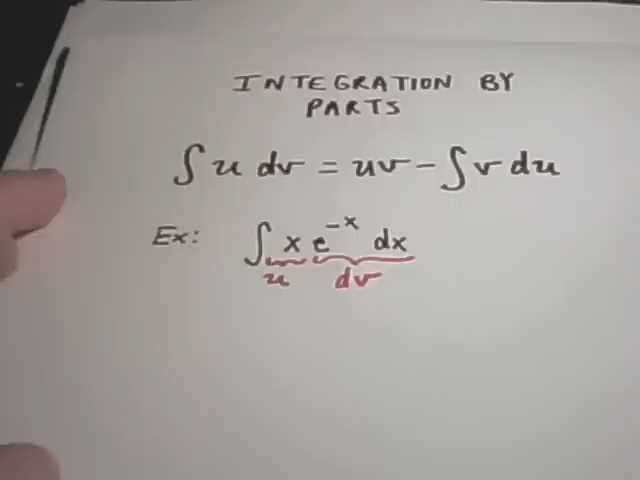 INTEGRATION BY
PARTS
∫ u dv = uv - ∫ v du
Ex: ∫ x e^{-x} dx
u dv